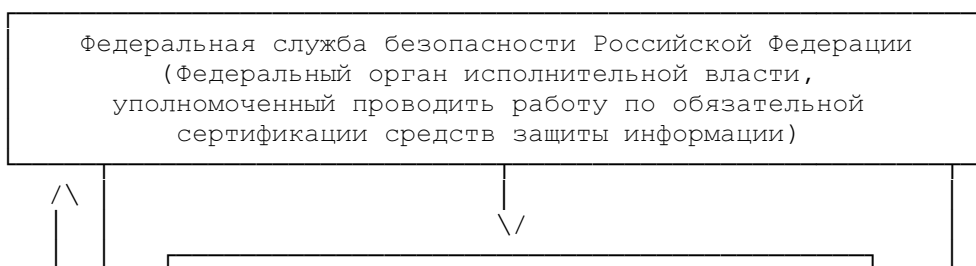 Федеральная служба безопасности Российской Федерации
(Федеральный орган исполнительной власти,
уполномоченный проводить работу по обязательной
сертификации средств защиты информации)